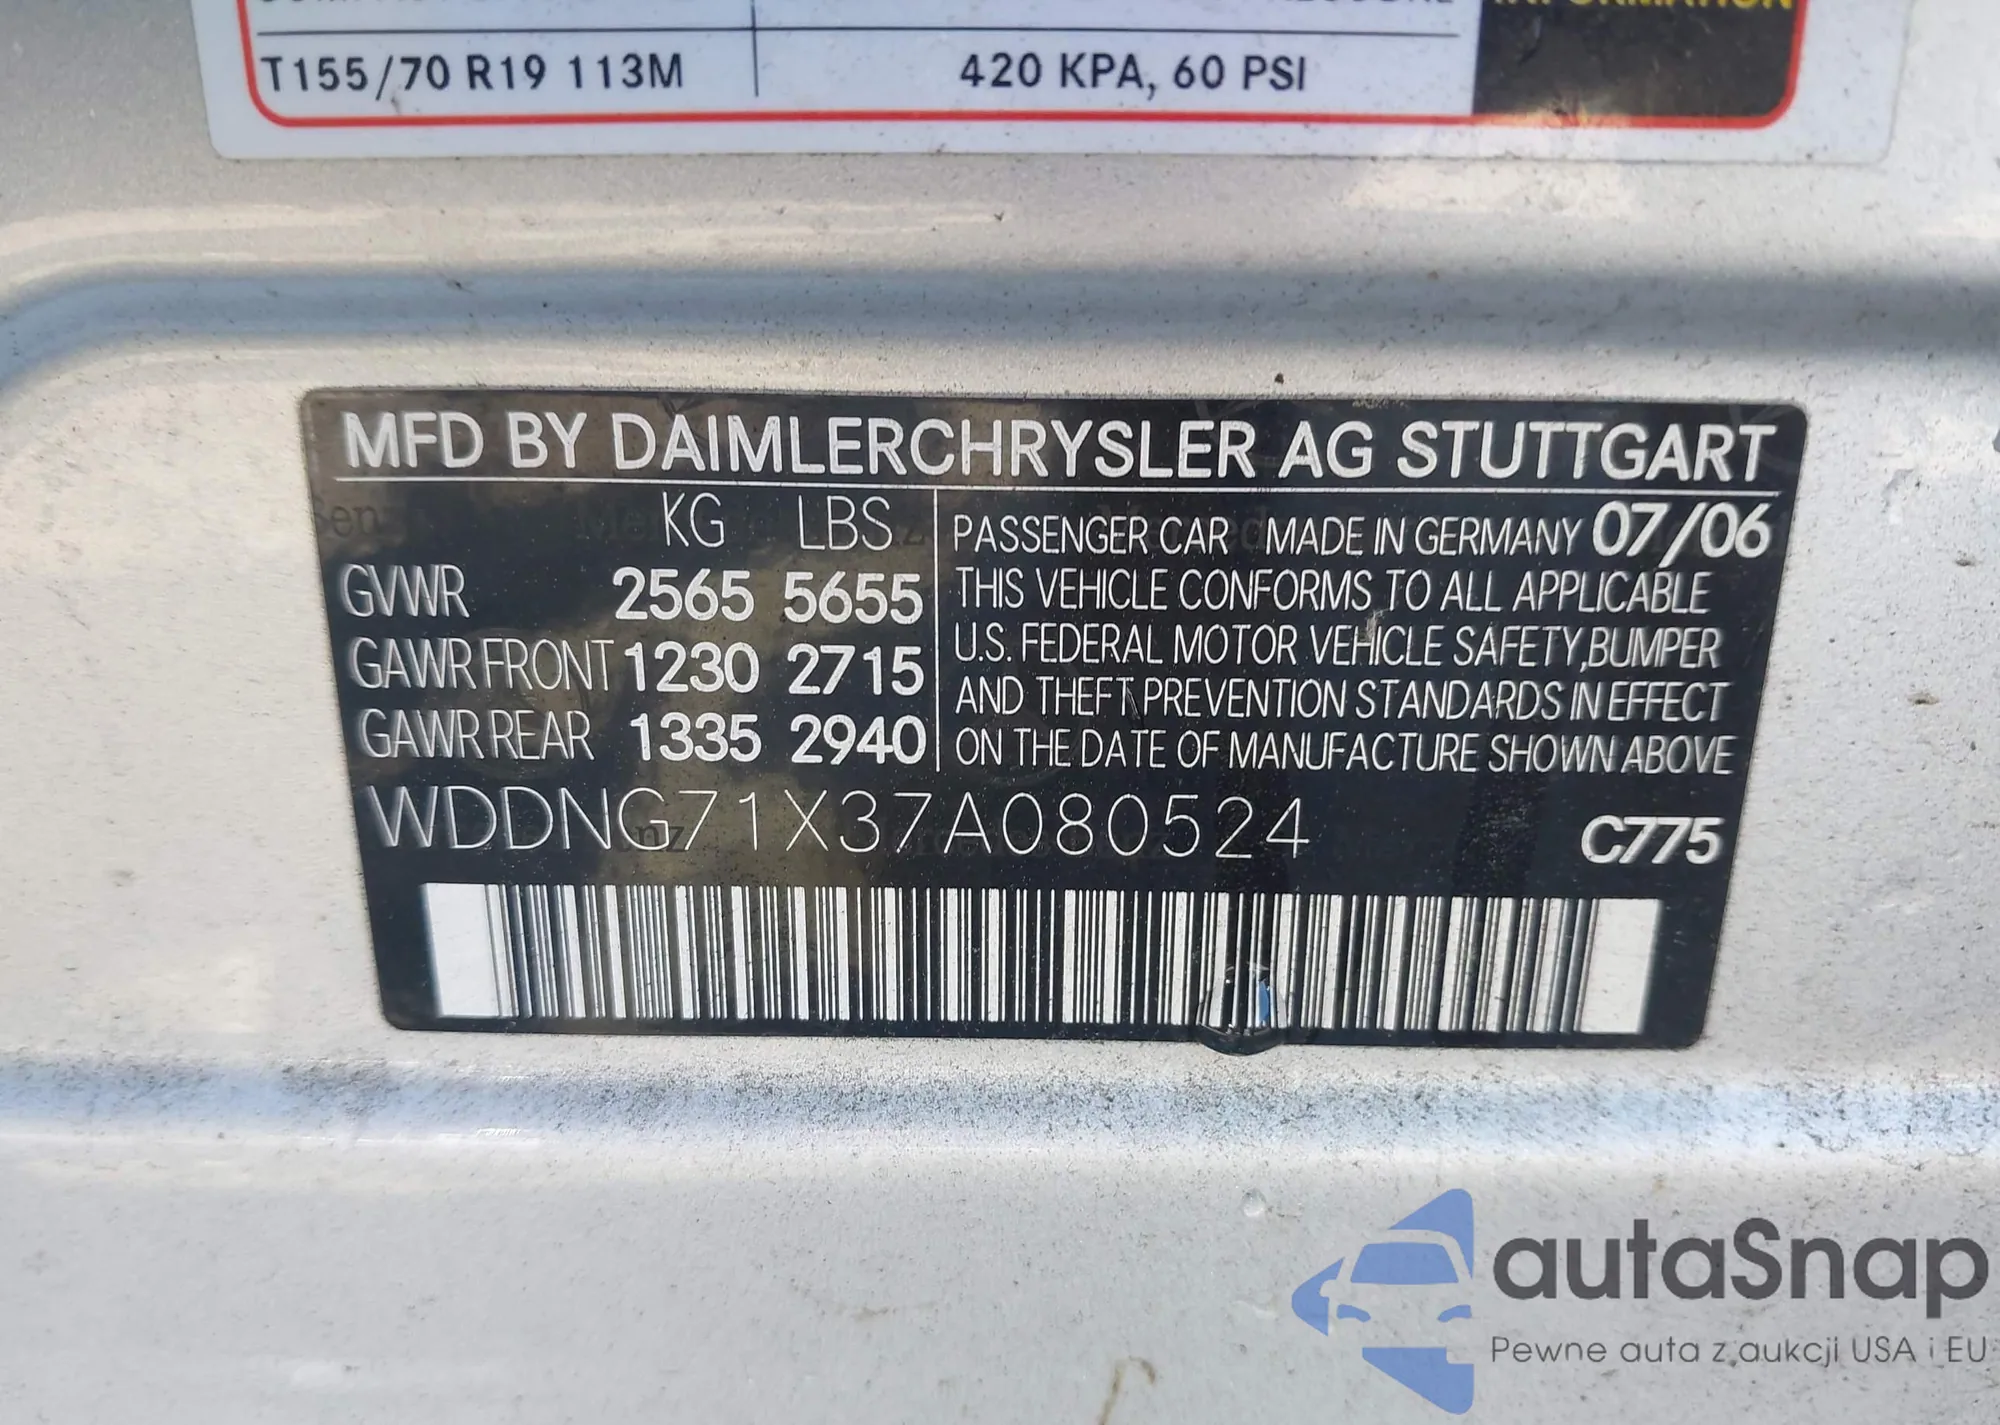 INFORMATION
T155/70 R19 113M 420 KPA, 60 PSI
MFD BY DAIMLERCHRYSLER AG STUTTGART
KG LBS
GVWR 2565 5655
GAWR FRONT 1230 2715
GAWR REAR 1335 2940
PASSENGER CAR MADE IN GERMANY 07/06
THIS VEHICLE CONFORMS TO ALL APPLICABLE
U.S. FEDERAL MOTOR VEHICLE SAFETY, BUMPER
AND THEFT PREVENTION STANDARDS IN EFFECT
ON THE DATE OF MANUFACTURE SHOWN ABOVE
WDDNG71X37A080524 C775
autaSnap
Pewne auta z aukcji USA i EU